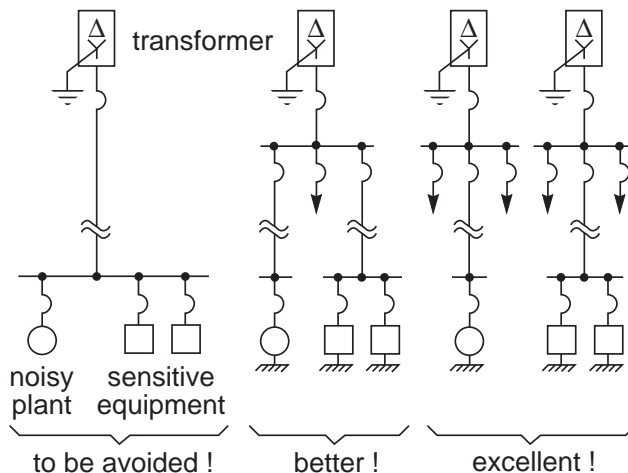 Δ
transformer
Δ
Δ
Δ
noisy
plant
sensitive
equipment
to be avoided !
better !
excellent !